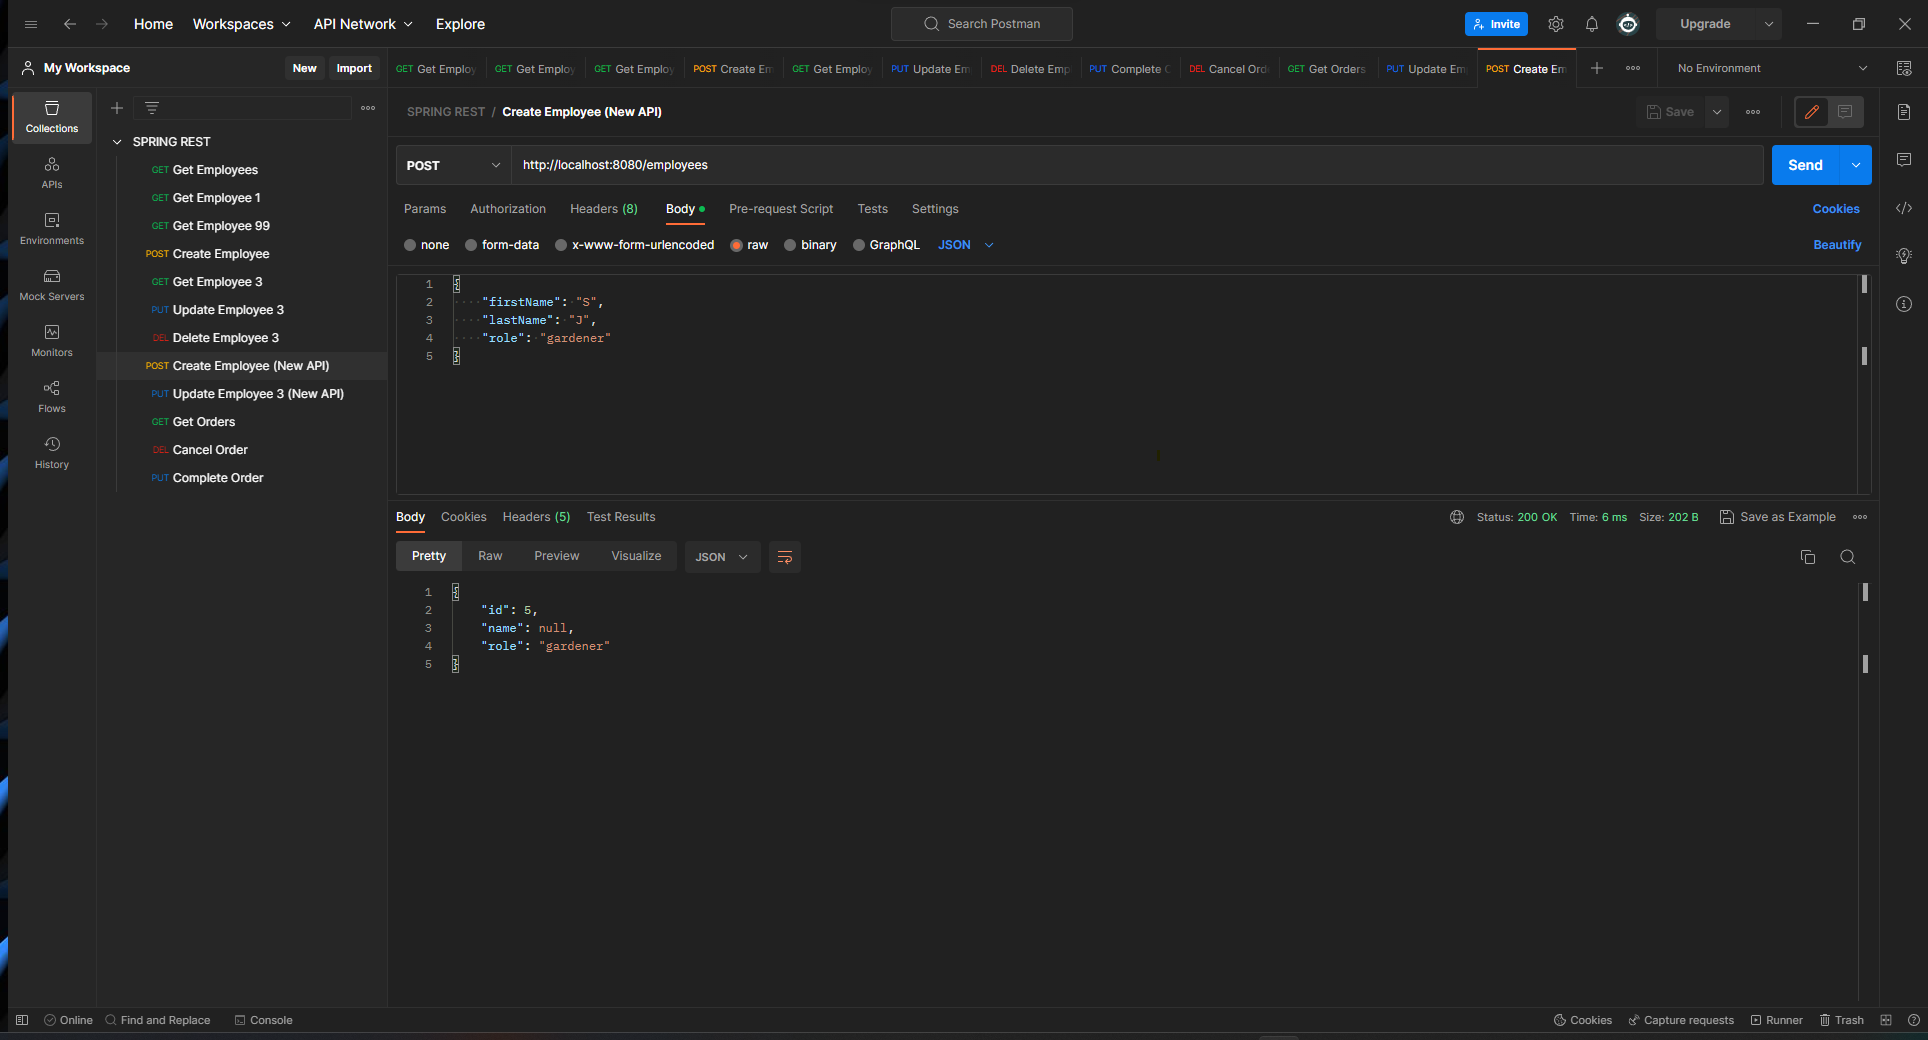 Home Workspaces API Network Explore Search Postman Invite Upgrade
My Workspace New Import
GET Get Employ GET Get Employ GET Get Employ POST Create Em GET Get Employ PUT Update Em DEL Delete Emp PUT Complete C DEL Cancel Orde GET Get Orders PUT Update Em POST Create Em No Environment
Collections
APIs
Environments
Mock Servers
Monitors
Flows
History
SPRING REST
GET Get Employees
GET Get Employee 1
GET Get Employee 99
POST Create Employee
GET Get Employee 3
PUT Update Employee 3
DEL Delete Employee 3
POST Create Employee (New API)
PUT Update Employee 3 (New API)
GET Get Orders
DEL Cancel Order
PUT Complete Order
SPRING REST / Create Employee (New API) Save
POST http://localhost:8080/employees Send
Params Authorization Headers (8) Body Pre-request Script Tests Settings Cookies
none form-data x-www-form-urlencoded raw binary GraphQL JSON Beautify
1 {
2 "firstName": "S",
3 "lastName": "J",
4 "role": "gardener"
5 }
Body Cookies Headers (5) Test Results Status: 200 OK Time: 6 ms Size: 202 B Save as Example
Pretty Raw Preview Visualize JSON
1 {
2 "id": 5,
3 "name": null,
4 "role": "gardener"
5 }
Online Find and Replace Console Cookies Capture requests Runner Trash